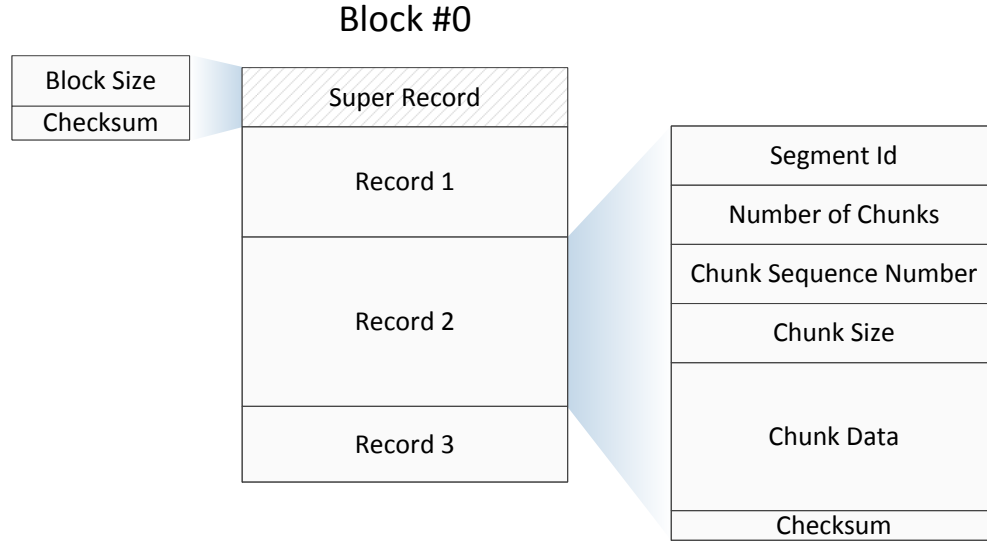 Block #0
Block Size
Checksum
Super Record
Record 1
Record 2
Record 3
Segment Id
Number of Chunks
Chunk Sequence Number
Chunk Size
Chunk Data
Checksum